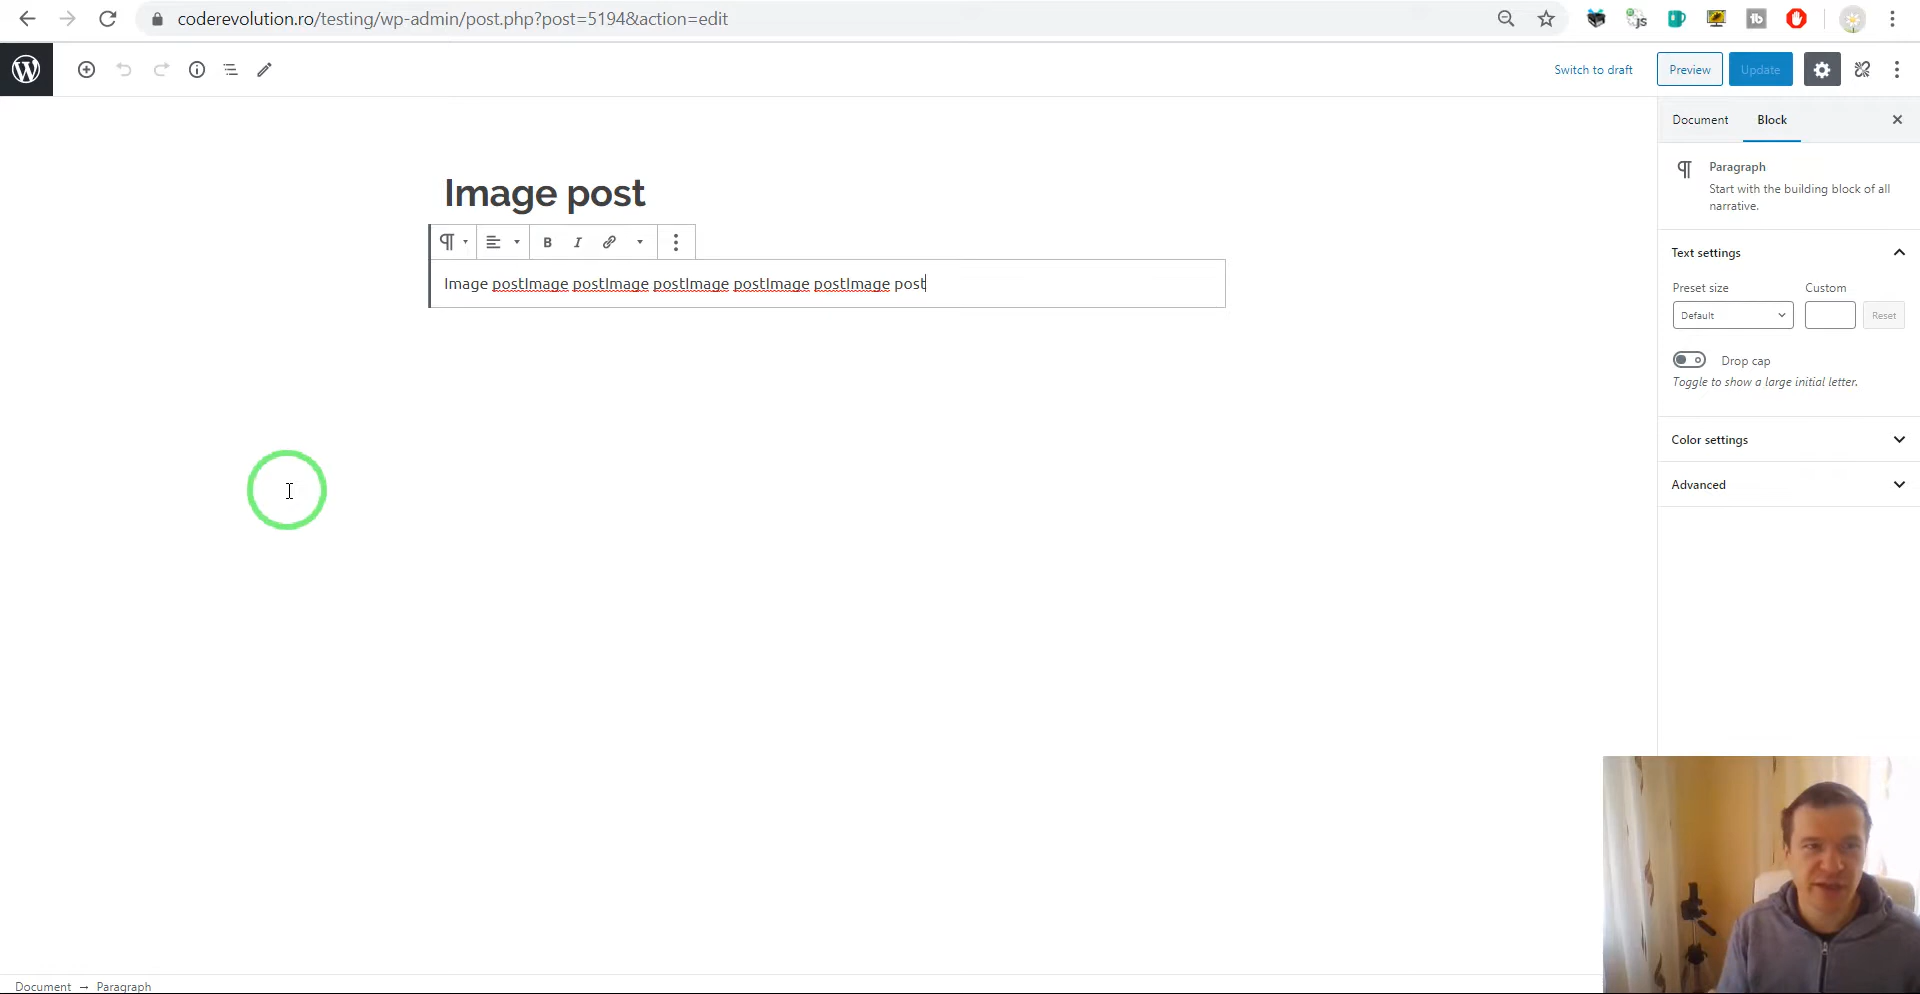 coderevolution.ro/testing/wp-admin/post.php?post=5194&action=edit
Switch to draft
Preview
Update
Document
Block
Paragraph
Start with the building block of all
narrative.
Image post
B I
Image postImage postImage postImage postImage postImage post
Text settings
Preset size
Custom
Default
Reset
Drop cap
Toggle to show a large initial letter.
Color settings
Advanced
Document → Paragraph